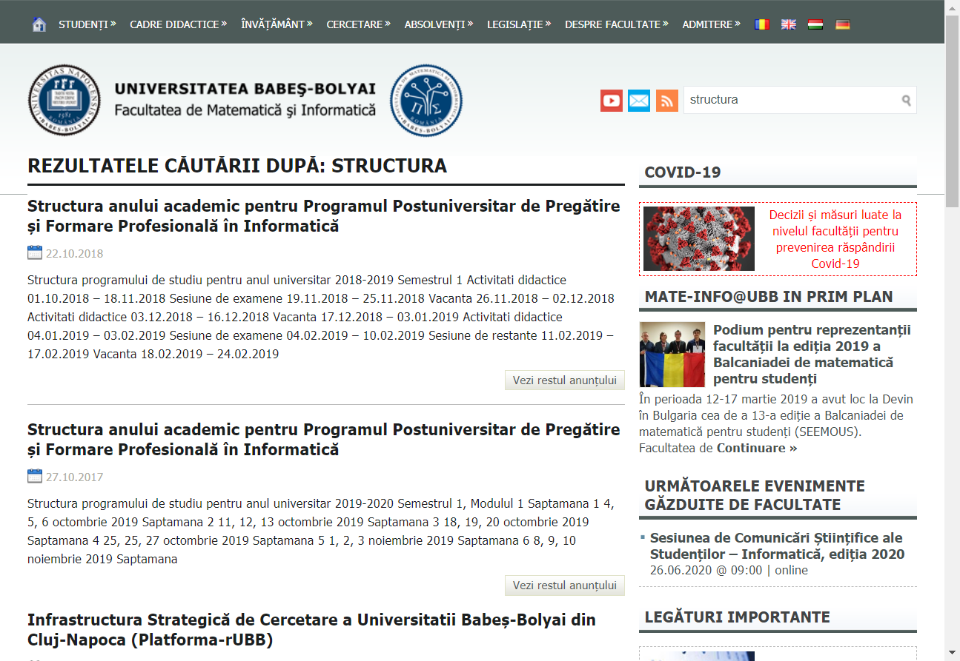 STUDENȚI »
CADRE DIDACTICE »
ÎNVĂȚĂMÂNT »
CERCETARE »
ABSOLVENȚI »
LEGISLAȚIE »
DESPRE FACULTATE »
ADMITERE »
UNIVERSITATEA BABEŞ-BOLYAI
Facultatea de Matematică și Informatică
structura
REZULTATELE CĂUTĂRII DUPĂ: STRUCTURA
Structura anului academic pentru Programul Postuniversitar de Pregătire
și Formare Profesională în Informatică
22.10.2018
Structura programului de studiu pentru anul universitar 2018-2019 Semestrul 1 Activitati didactice
01.10.2018 – 18.11.2018 Sesiune de examene 19.11.2018 – 25.11.2018 Vacanta 26.11.2018 – 02.12.2018
Activitati didactice 03.12.2018 – 16.12.2018 Vacanta 17.12.2018 – 03.01.2019 Activitati didactice
04.01.2019 – 03.02.2019 Sesiune de examene 04.02.2019 – 10.02.2019 Sesiune de restante 11.02.2019 –
17.02.2019 Vacanta 18.02.2019 – 24.02.2019
Vezi restul anunțului
Structura anului academic pentru Programul Postuniversitar de Pregătire
și Formare Profesională în Informatică
27.10.2017
Structura programului de studiu pentru anul universitar 2019-2020 Semestrul 1, Modulul 1 Saptamana 1 4,
5, 6 octombrie 2019 Saptamana 2 11, 12, 13 octombrie 2019 Saptamana 3 18, 19, 20 octombrie 2019
Saptamana 4 25, 25, 27 octombrie 2019 Saptamana 5 1, 2, 3 noiembrie 2019 Saptamana 6 8, 9, 10
noiembrie 2019 Saptamana
Vezi restul anunțului
Infrastructura Strategică de Cercetare a Universitatii Babeș-Bolyai din
Cluj-Napoca (Platforma-rUBB)
COVID-19
Decizii și măsuri luate la
nivelul facultății pentru
prevenirea răspândirii
Covid-19
MATE-INFO@UBB IN PRIM PLAN
Podium pentru reprezentanții
facultății la ediția 2019 a
Balcaniadei de matematică
pentru studenți
În perioada 12-17 martie 2019 a avut loc la Devin
în Bulgaria cea de a 13-a ediție a Balcaniadei de
matematică pentru studenți (SEEMOUS).
Facultatea de Continuare »
URMĂTOARELE EVENIMENTE
GĂZDUITE DE FACULTATE
Sesiunea de Comunicări Științifice ale
Studenților – Informatică, ediția 2020
26.06.2020 @ 09:00 | online
LEGĂTURI IMPORTANTE